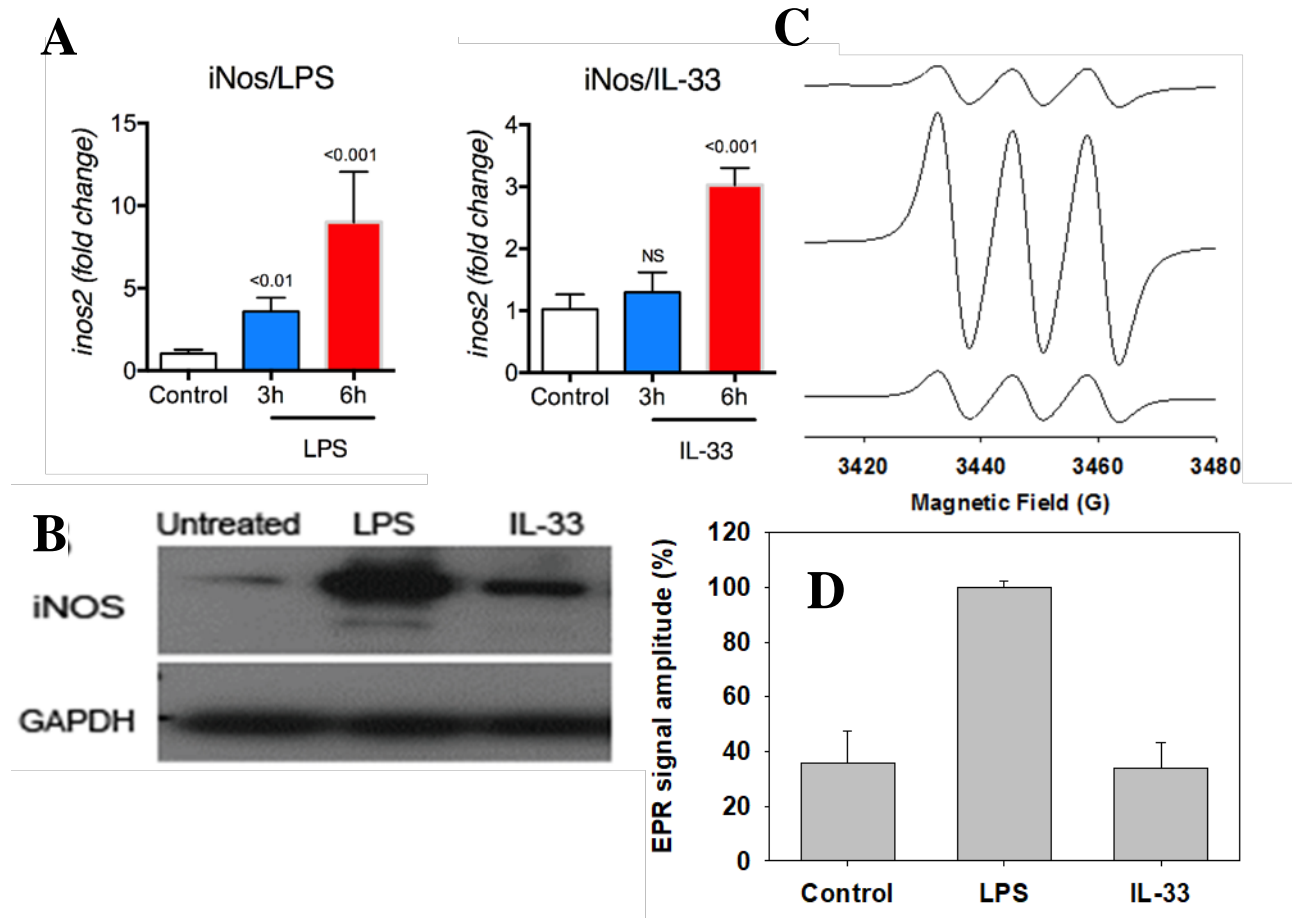 A
iNos/LPS
inos2 (fold change)
15
10
5
0
<0.01
<0.001
Control 3h 6h
LPS
iNos/IL-33
inos2 (fold change)
4
3
2
1
0
NS
<0.001
Control 3h 6h
IL-33
C
3420 3440 3460 3480
Magnetic Field (G)
B
Untreated LPS IL-33
iNOS
GAPDH
D
EPR signal amplitude (%)
120
100
80
60
40
20
0
Control LPS IL-33